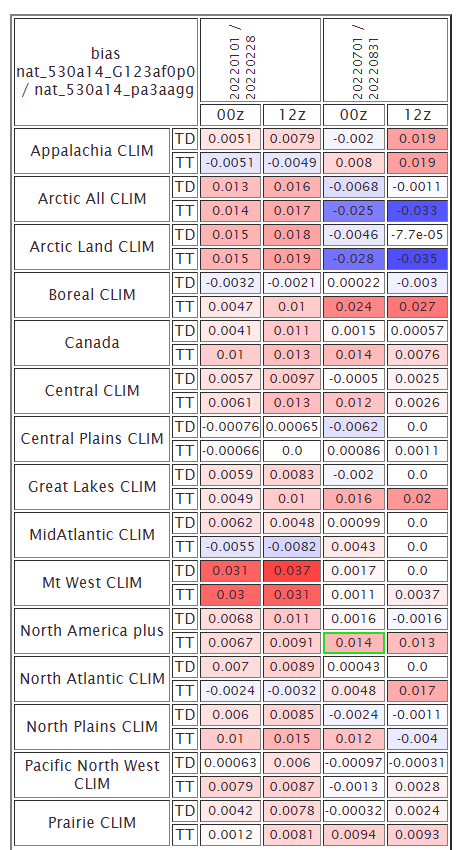 bias
nat_530a14_G123af0p0
/ nat_530a14_pa3aagg
20220101 /
20220228
20220701 /
20220831
00z 12z 00z 12z
Appalachia CLIM
TD 0.0051 0.0079 -0.002 0.019
TT -0.0051 -0.0049 0.008 0.019
Arctic All CLIM
TD 0.013 0.016 -0.0068 -0.0011
TT 0.014 0.017 -0.025 -0.033
Arctic Land CLIM
TD 0.015 0.018 -0.0046 -7.7e-05
TT 0.015 0.019 -0.028 -0.035
Boreal CLIM
TD -0.0032 -0.0021 0.00022 -0.003
TT 0.0047 0.01 0.024 0.027
Canada
TD 0.0041 0.011 0.0015 0.00057
TT 0.01 0.013 0.014 0.0076
Central CLIM
TD 0.0057 0.0097 -0.0005 0.0025
TT 0.0061 0.013 0.012 0.0026
Central Plains CLIM
TD -0.00076 0.00065 -0.0062 0.0
TT -0.00066 0.0 0.00086 0.0011
Great Lakes CLIM
TD 0.0059 0.0083 -0.002 0.0
TT 0.0049 0.01 0.016 0.02
MidAtlantic CLIM
TD 0.0062 0.0048 0.00099 0.0
TT -0.0055 -0.0082 0.0043 0.0
Mt West CLIM
TD 0.031 0.037 0.0017 0.0
TT 0.03 0.031 0.0011 0.0037
North America plus
TD 0.0068 0.011 0.0016 -0.0016
TT 0.0067 0.0091 0.014 0.013
North Atlantic CLIM
TD 0.007 0.0089 0.00043 0.0
TT -0.0024 -0.0032 0.0048 0.017
North Plains CLIM
TD 0.006 0.0085 -0.0024 -0.0011
TT 0.01 0.015 0.012 -0.004
Pacific North West
CLIM
TD 0.00063 0.006 -0.00097 -0.00031
TT 0.0079 0.0087 -0.0013 0.0028
Prairie CLIM
TD 0.0042 0.0078 -0.00032 0.0024
TT 0.0012 0.0081 0.0094 0.0093